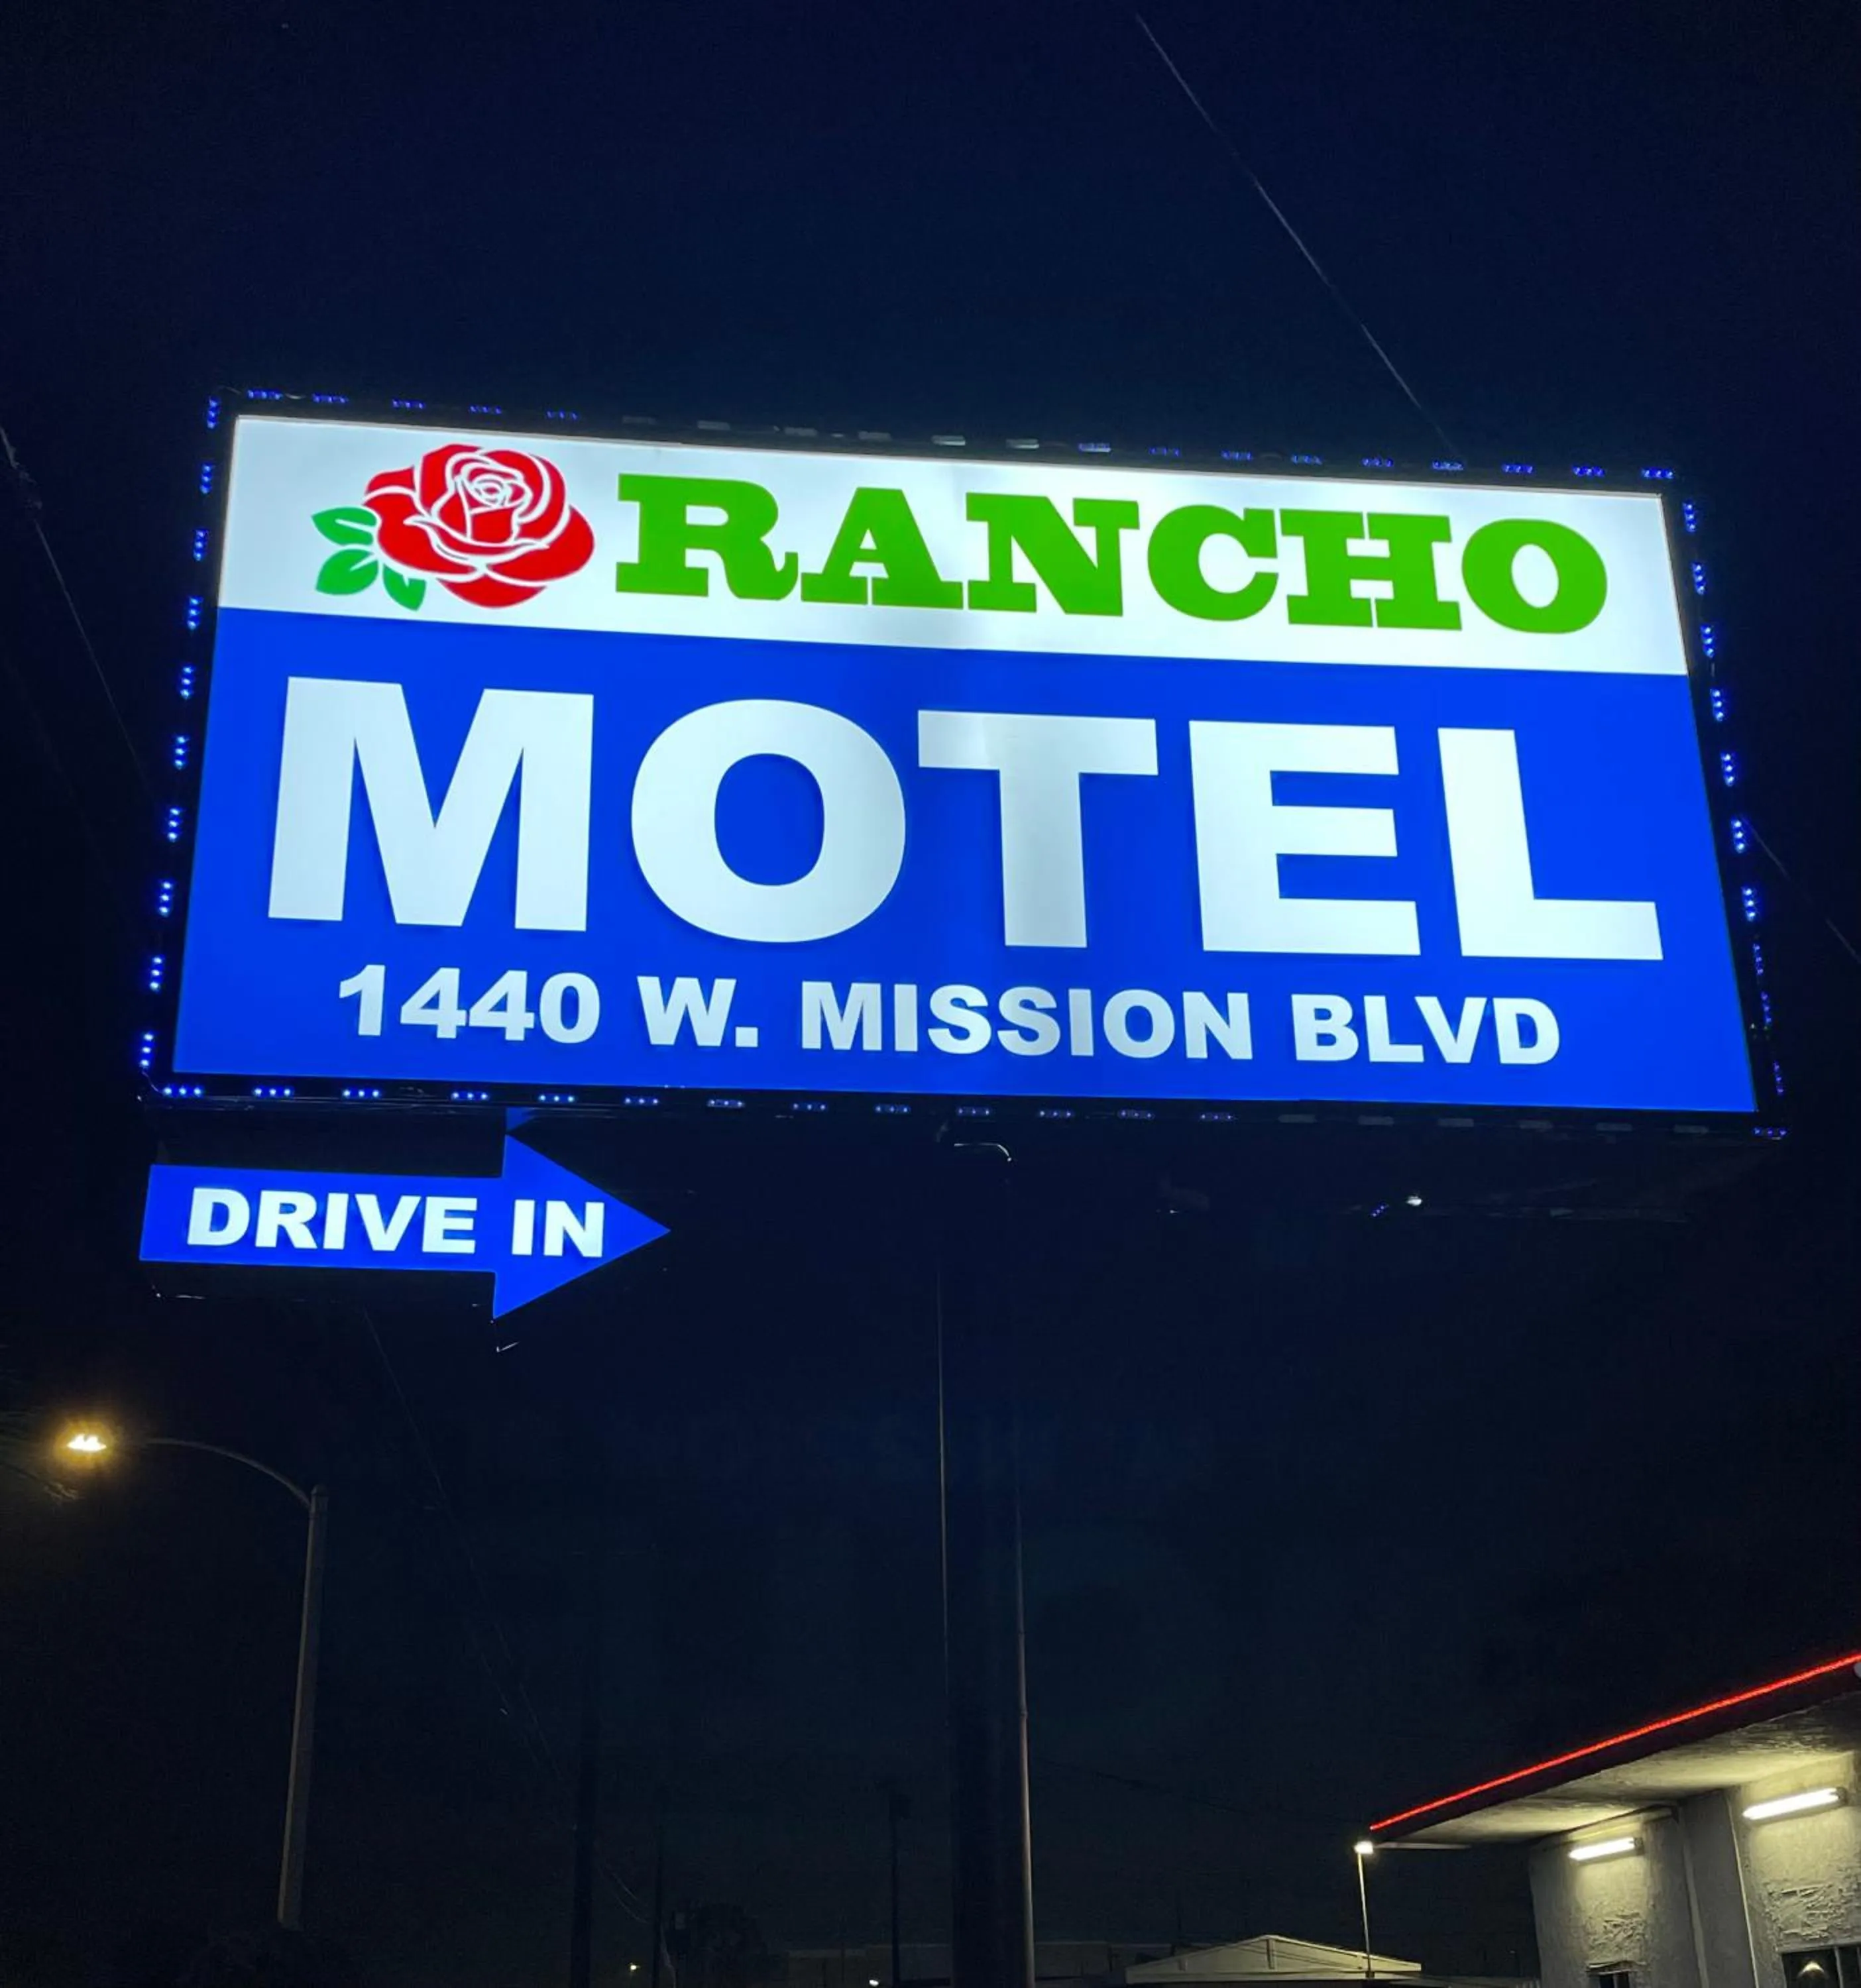 RANCHO
MOTEL
1440 W. MISSION BLVD
DRIVE IN